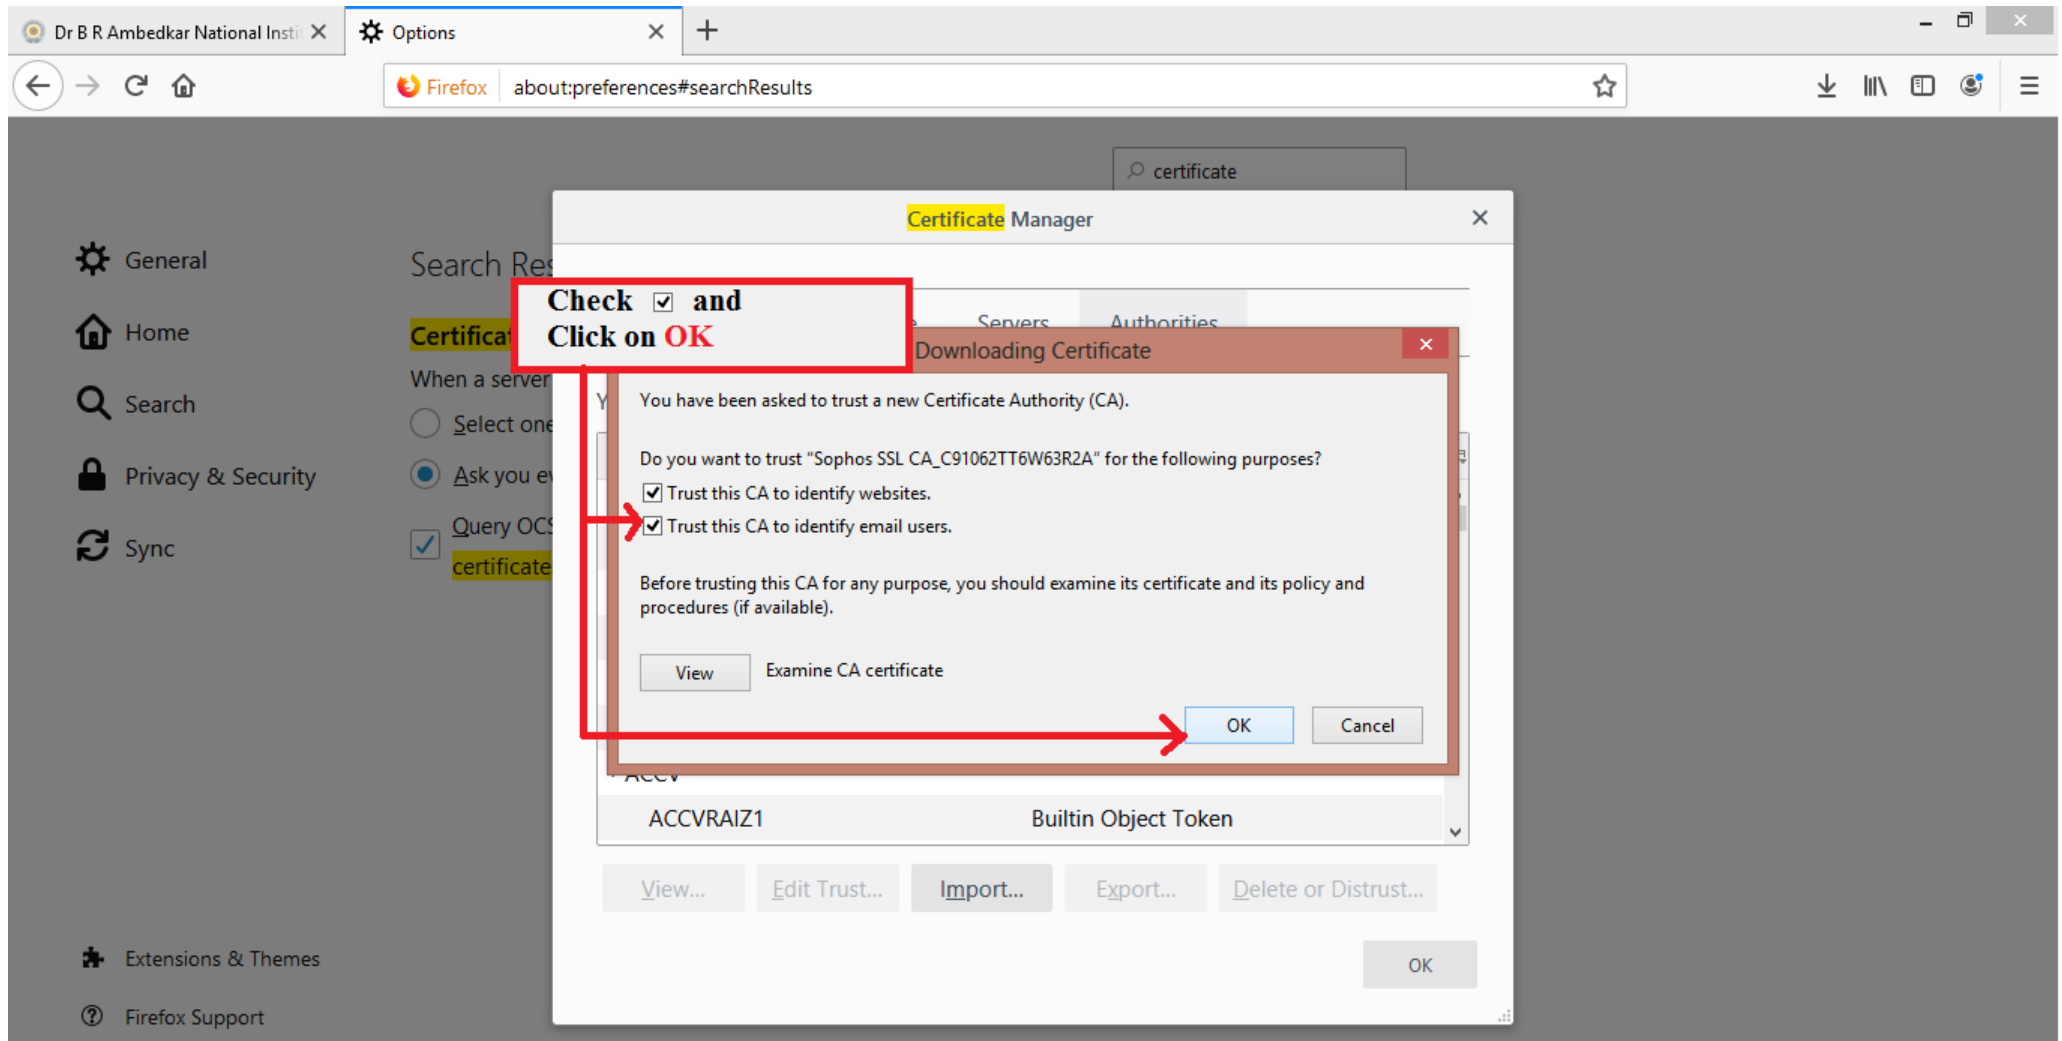 Dr B R Ambedkar National Insti
Options
Firefox
about:preferences#searchResults
certificate
Certificate Manager
General
Home
Search
Privacy & Security
Sync
Extensions & Themes
Firefox Support
Search Res
Certificat
When a server
Select one
Ask you ev
Query OCS
certificate
Check and
Click on OK
Servers
Authorities
Y
Downloading Certificate
You have been asked to trust a new Certificate Authority (CA).
Do you want to trust "Sophos SSL CA_C91062TT6W63R2A" for the following purposes?
Trust this CA to identify websites.
Trust this CA to identify email users.
Before trusting this CA for any purpose, you should examine its certificate and its policy and
procedures (if available).
View
Examine CA certificate
OK
Cancel
ACCV
ACCVRAIZ1
Builtin Object Token
View...
Edit Trust...
Import...
Export...
Delete or Distrust...
OK